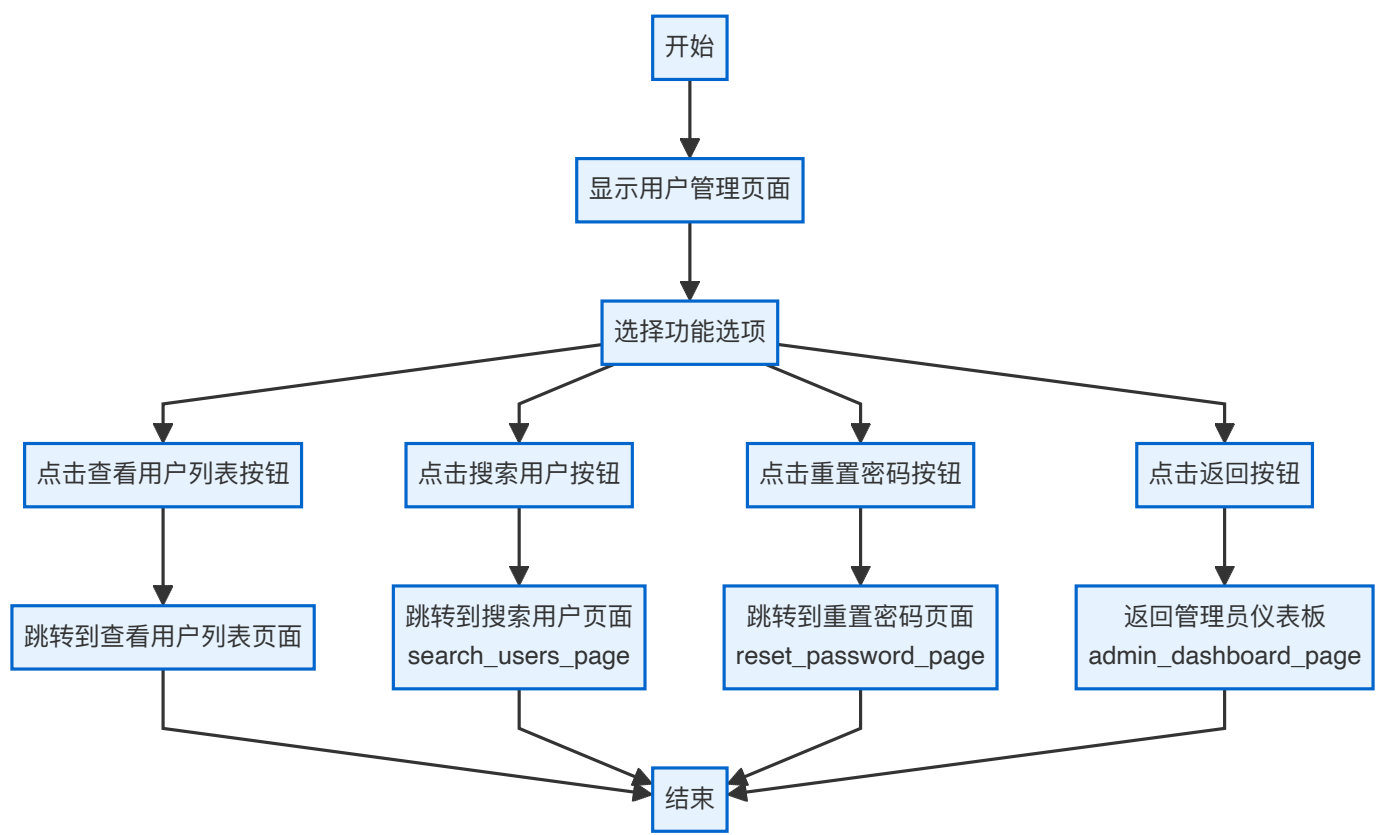 开始
显示用户管理页面
选择功能选项
点击查看用户列表按钮
点击搜索用户按钮
点击重置密码按钮
点击返回按钮
跳转到查看用户列表页面
跳转到搜索用户页面
search_users_page
跳转到重置密码页面
reset_password_page
返回管理员仪表板
admin_dashboard_page
结束